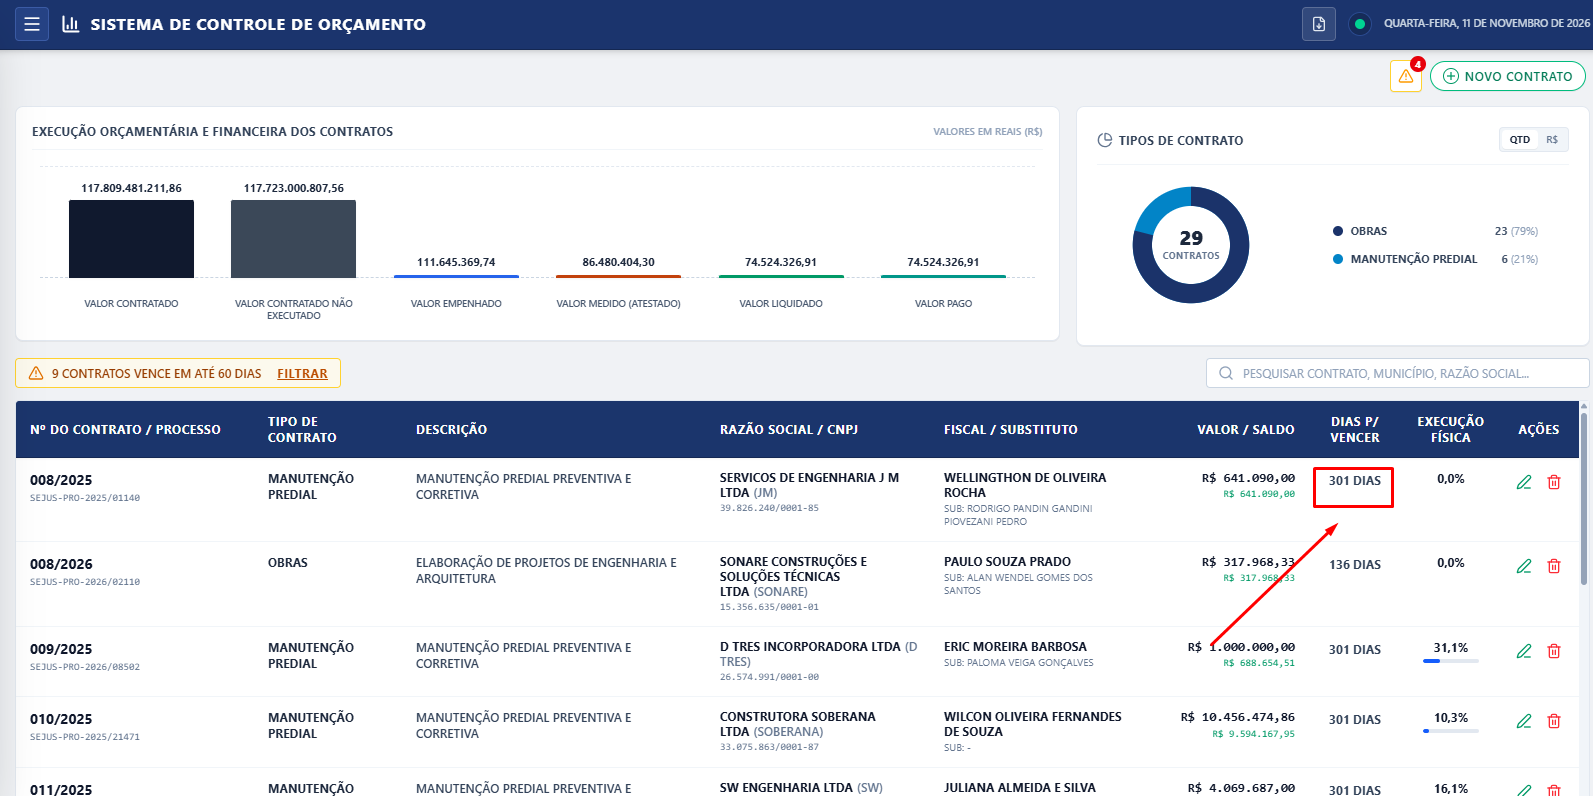 SISTEMA DE CONTROLE DE ORÇAMENTO
QUARTA-FEIRA, 11 DE NOVEMBRO DE 2026
4
NOVO CONTRATO
EXECUÇÃO ORÇAMENTÁRIA E FINANCEIRA DOS CONTRATOS
VALORES EM REAIS (R$)
117.809.481.211,86
117.723.000.807,56
111.645.369,74
86.480.404,30
74.524.326,91
74.524.326,91
VALOR CONTRATADO
VALOR CONTRATADO NÃO
EXECUTADO
VALOR EMPENHADO
VALOR MEDIDO (ATESTADO)
VALOR LIQUIDADO
VALOR PAGO
TIPOS DE CONTRATO
QTD R$
29
CONTRATOS
OBRAS 23 (79%)
MANUTENÇÃO PREDIAL 6 (21%)
9 CONTRATOS VENCE EM ATÉ 60 DIAS FILTRAR
PESQUISAR CONTRATO, MUNICÍPIO, RAZÃO SOCIAL...
Nº DO CONTRATO / PROCESSO
TIPO DE
CONTRATO
DESCRIÇÃO
RAZÃO SOCIAL / CNPJ
FISCAL / SUBSTITUTO
VALOR / SALDO
DIAS P/
VENCER
EXECUÇÃO
FÍSICA
AÇÕES
008/2025
SEJUS-PRO-2025/01140
MANUTENÇÃO
PREDIAL
MANUTENÇÃO PREDIAL PREVENTIVA E
CORRETIVA
SERVICOS DE ENGENHARIA J M
LTDA (JM)
39.826.240/0001-85
WELLINGTHON DE OLIVEIRA
ROCHA
SUB: RODRIGO PANDIN GANDINI
PIOVEZANI PEDRO
R$ 641.090,00
R$ 641.090,00
301 DIAS
0,0%
008/2026
SEJUS-PRO-2026/02110
OBRAS
ELABORAÇÃO DE PROJETOS DE ENGENHARIA E
ARQUITETURA
SONARE CONSTRUÇÕES E
SOLUÇÕES TÉCNICAS
LTDA (SONARE)
15.356.635/0001-01
PAULO SOUZA PRADO
SUB: ALAN WENDEL GOMES DOS
SANTOS
R$ 317.968,33
R$ 317.968,33
136 DIAS
0,0%
009/2025
SEJUS-PRO-2026/08502
MANUTENÇÃO
PREDIAL
MANUTENÇÃO PREDIAL PREVENTIVA E
CORRETIVA
D TRES INCORPORADORA LTDA (D
TRES)
26.574.991/0001-00
ERIC MOREIRA BARBOSA
SUB: PALOMA VEIGA GONÇALVES
R$ 1.000.000,00
R$ 688.654,51
301 DIAS
31,1%
010/2025
SEJUS-PRO-2025/21471
MANUTENÇÃO
PREDIAL
MANUTENÇÃO PREDIAL PREVENTIVA E
CORRETIVA
CONSTRUTORA SOBERANA
LTDA (SOBERANA)
33.075.863/0001-87
WILCON OLIVEIRA FERNANDES
DE SOUZA
SUB: -
R$ 10.456.474,86
R$ 9.594.167,95
301 DIAS
10,3%
011/2025
MANUTENÇÃO
MANUTENÇÃO PREDIAL PREVENTIVA E
SW ENGENHARIA LTDA (SW)
JULIANA ALMEIDA E SILVA
R$ 4.069.687,00
301 DIAS
16,1%